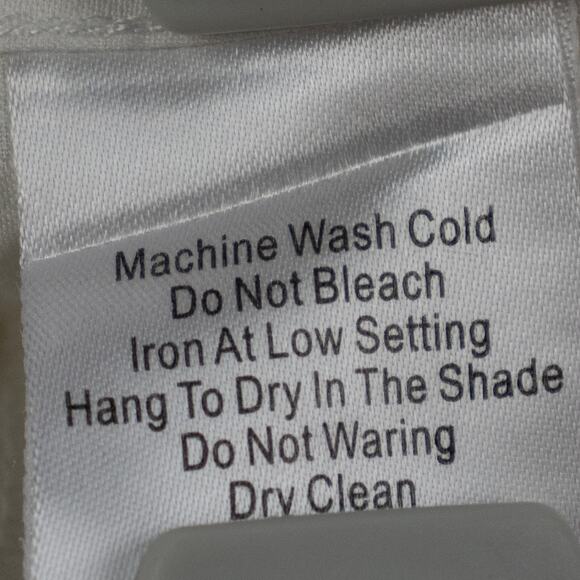 Machine Wash Cold
Do Not Bleach
Iron At Low Setting
Hang To Dry In The Shade
Do Not Waring
Dry Clean